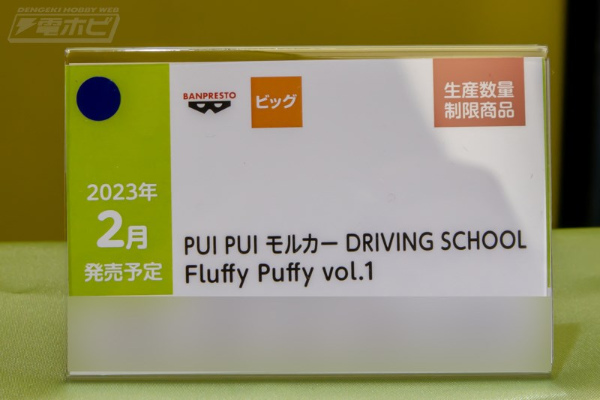 DENGEKI HOBBY WEB
電ホビ
BANPRESTO
ビッグ
生産数量
制限商品
2023年
2月
発売予定
PUI PUI モルカー DRIVING SCHOOL
Fluffy Puffy vol.1